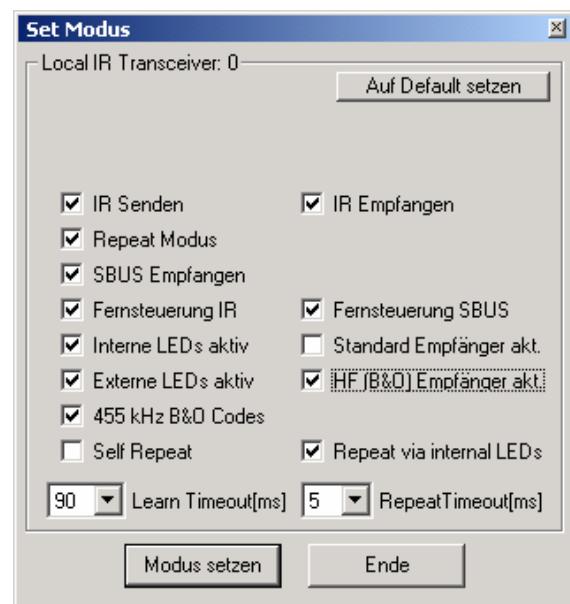 Set Modus
Local IR Transceiver: 0
Auf Default setzen
IR Senden
IR Empfangen
Repeat Modus
SBUS Empfangen
Fernsteuerung IR
Fernsteuerung SBUS
Interne LEDs aktiv
Standard Empfänger akt.
Externe LEDs aktiv
HF (B&O) Empfänger akt.
455 kHz B&O Codes
Self Repeat
Repeat via internal LEDs
90 Learn Timeout[ms]
5 RepeatTimeout[ms]
Modus setzen
Ende